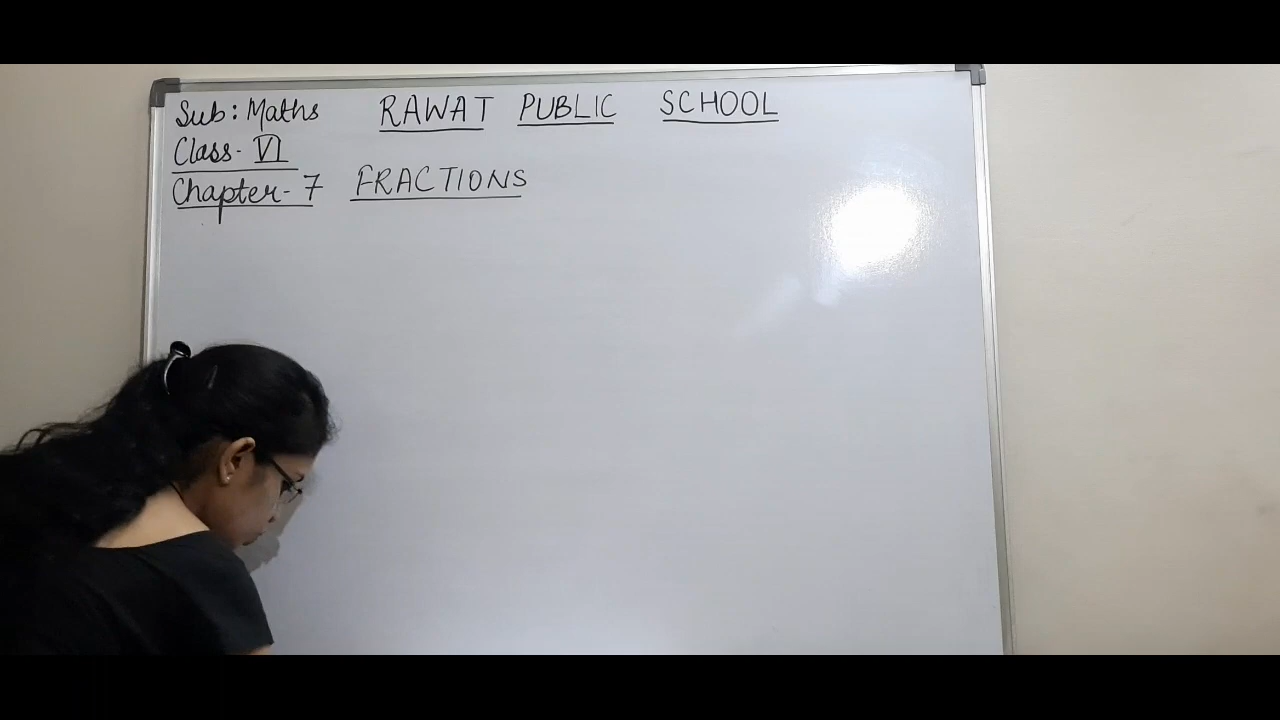 Sub: Maths RAWAT PUBLIC SCHOOL
Class- VI
Chapter- 7 FRACTIONS